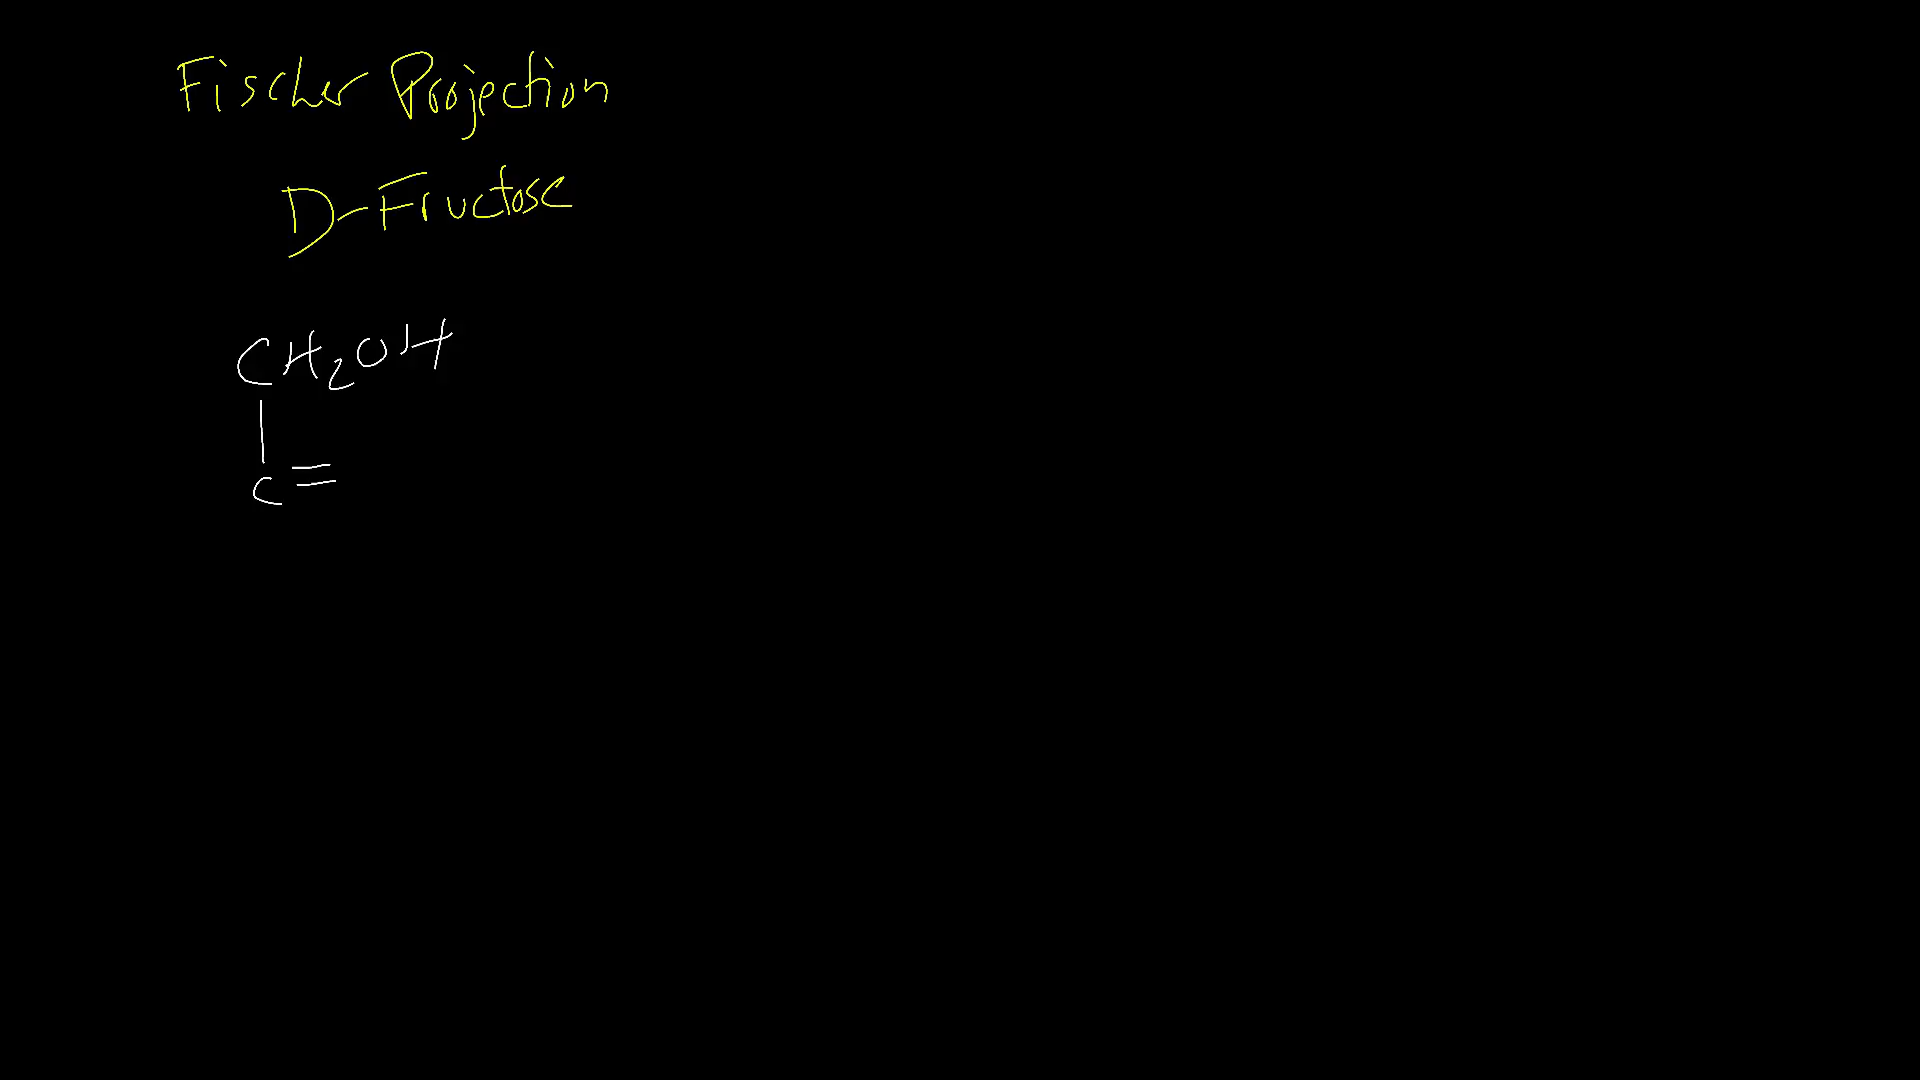 Fischer Projection
D-Fructose
CH2OH
|
C=